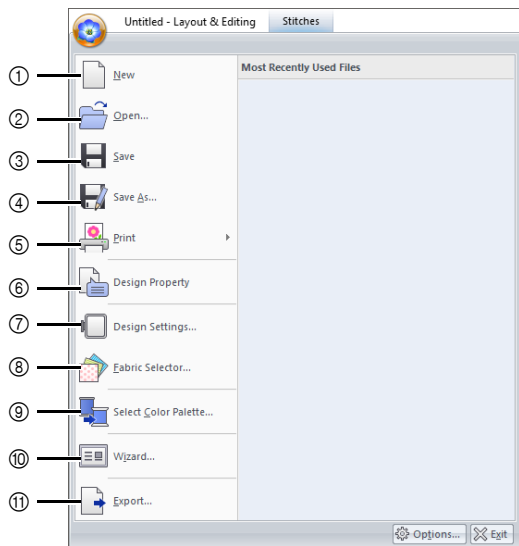 Untitled - Layout & Editing Stitches
Most Recently Used Files
① New
② Open...
③ Save
④ Save As...
⑤ Print
⑥ Design Property
⑦ Design Settings...
⑧ Fabric Selector...
⑨ Select Color Palette...
⑩ Wizard...
⑪ Export...
Options... Exit